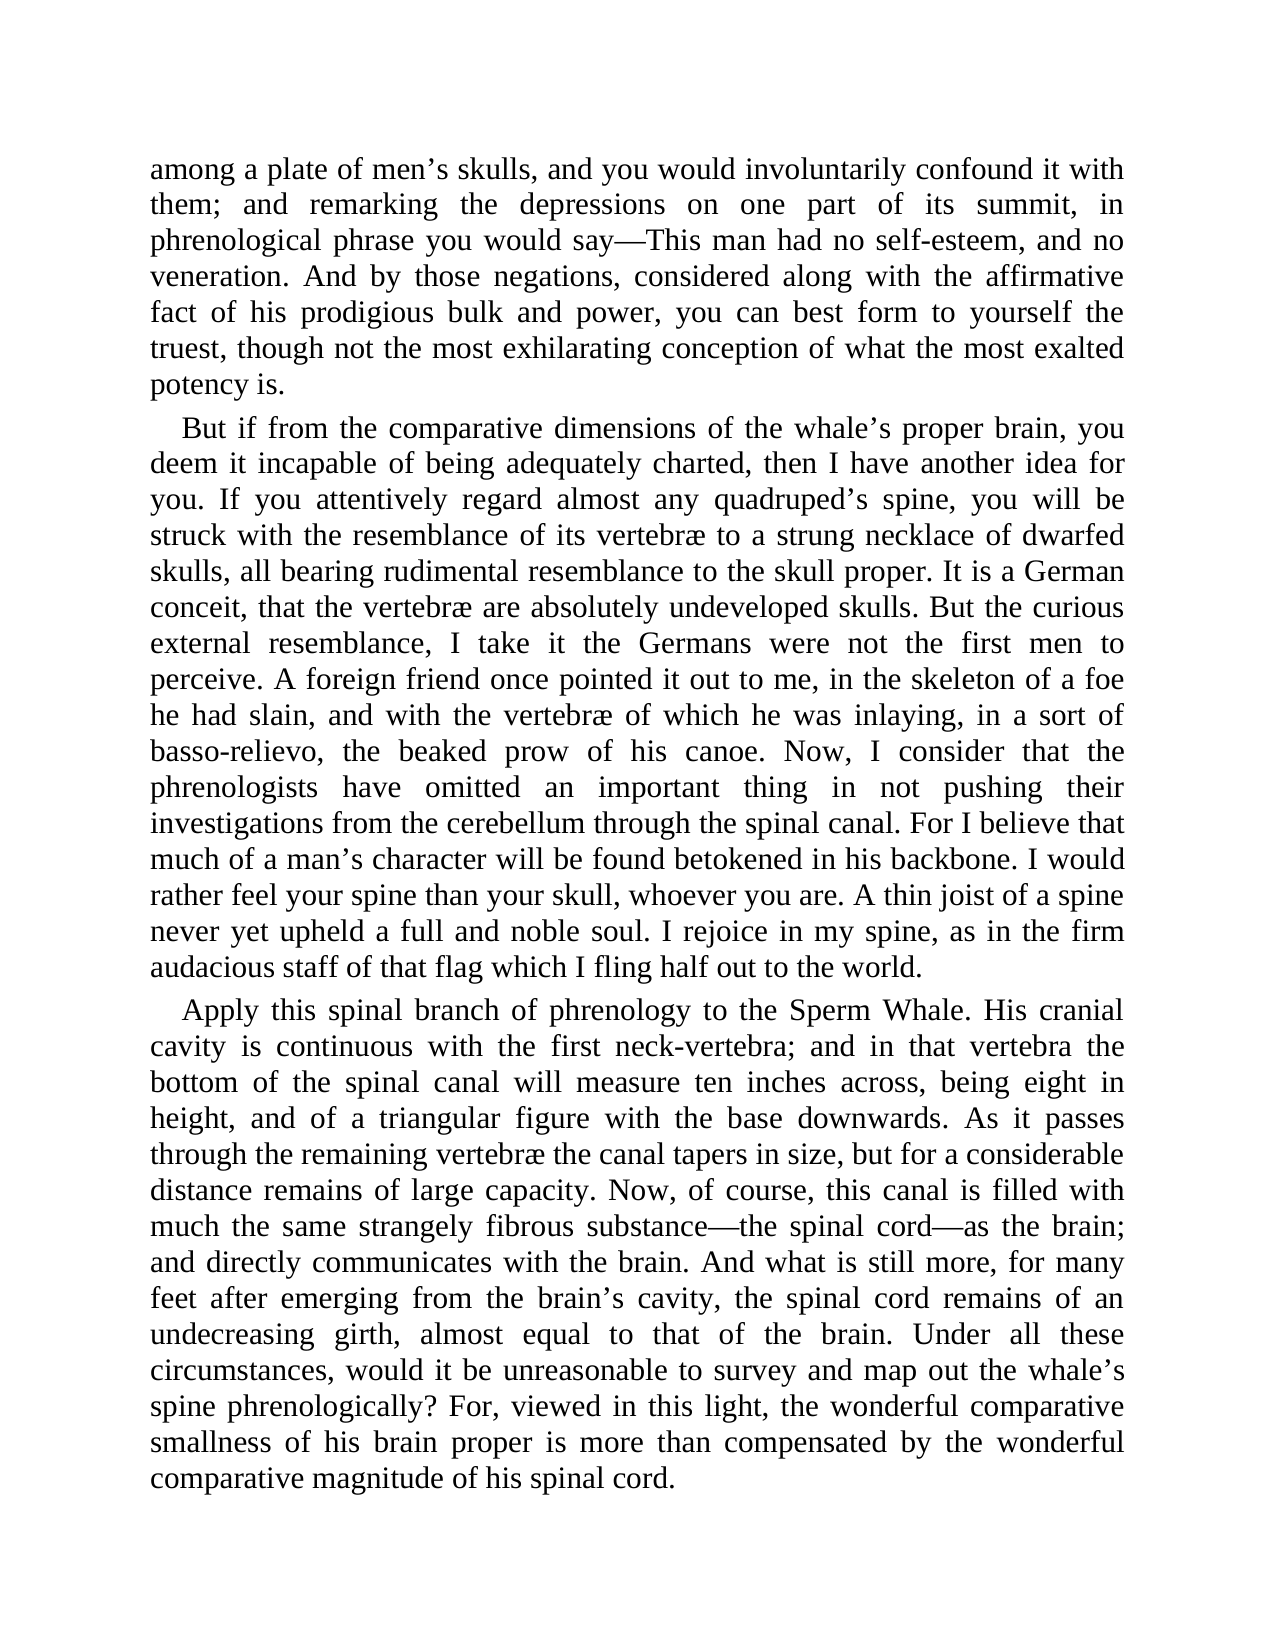 among a plate of men’s skulls, and you would involuntarily confound it with
them; and remarking the depressions on one part of its summit, in
phrenological phrase you would say—This man had no self-esteem, and no
veneration. And by those negations, considered along with the affirmative
fact of his prodigious bulk and power, you can best form to yourself the
truest, though not the most exhilarating conception of what the most exalted
potency is.
But if from the comparative dimensions of the whale’s proper brain, you
deem it incapable of being adequately charted, then I have another idea for
you. If you attentively regard almost any quadruped’s spine, you will be
struck with the resemblance of its vertebræ to a strung necklace of dwarfed
skulls, all bearing rudimental resemblance to the skull proper. It is a German
conceit, that the vertebræ are absolutely undeveloped skulls. But the curious
external resemblance, I take it the Germans were not the first men to
perceive. A foreign friend once pointed it out to me, in the skeleton of a foe
he had slain, and with the vertebræ of which he was inlaying, in a sort of
basso-relievo, the beaked prow of his canoe. Now, I consider that the
phrenologists have omitted an important thing in not pushing their
investigations from the cerebellum through the spinal canal. For I believe that
much of a man’s character will be found betokened in his backbone. I would
rather feel your spine than your skull, whoever you are. A thin joist of a spine
never yet upheld a full and noble soul. I rejoice in my spine, as in the firm
audacious staff of that flag which I fling half out to the world.
Apply this spinal branch of phrenology to the Sperm Whale. His cranial
cavity is continuous with the first neck-vertebra; and in that vertebra the
bottom of the spinal canal will measure ten inches across, being eight in
height, and of a triangular figure with the base downwards. As it passes
through the remaining vertebræ the canal tapers in size, but for a considerable
distance remains of large capacity. Now, of course, this canal is filled with
much the same strangely fibrous substance—the spinal cord—as the brain;
and directly communicates with the brain. And what is still more, for many
feet after emerging from the brain’s cavity, the spinal cord remains of an
undecreasing girth, almost equal to that of the brain. Under all these
circumstances, would it be unreasonable to survey and map out the whale’s
spine phrenologically? For, viewed in this light, the wonderful comparative
smallness of his brain proper is more than compensated by the wonderful
comparative magnitude of his spinal cord.